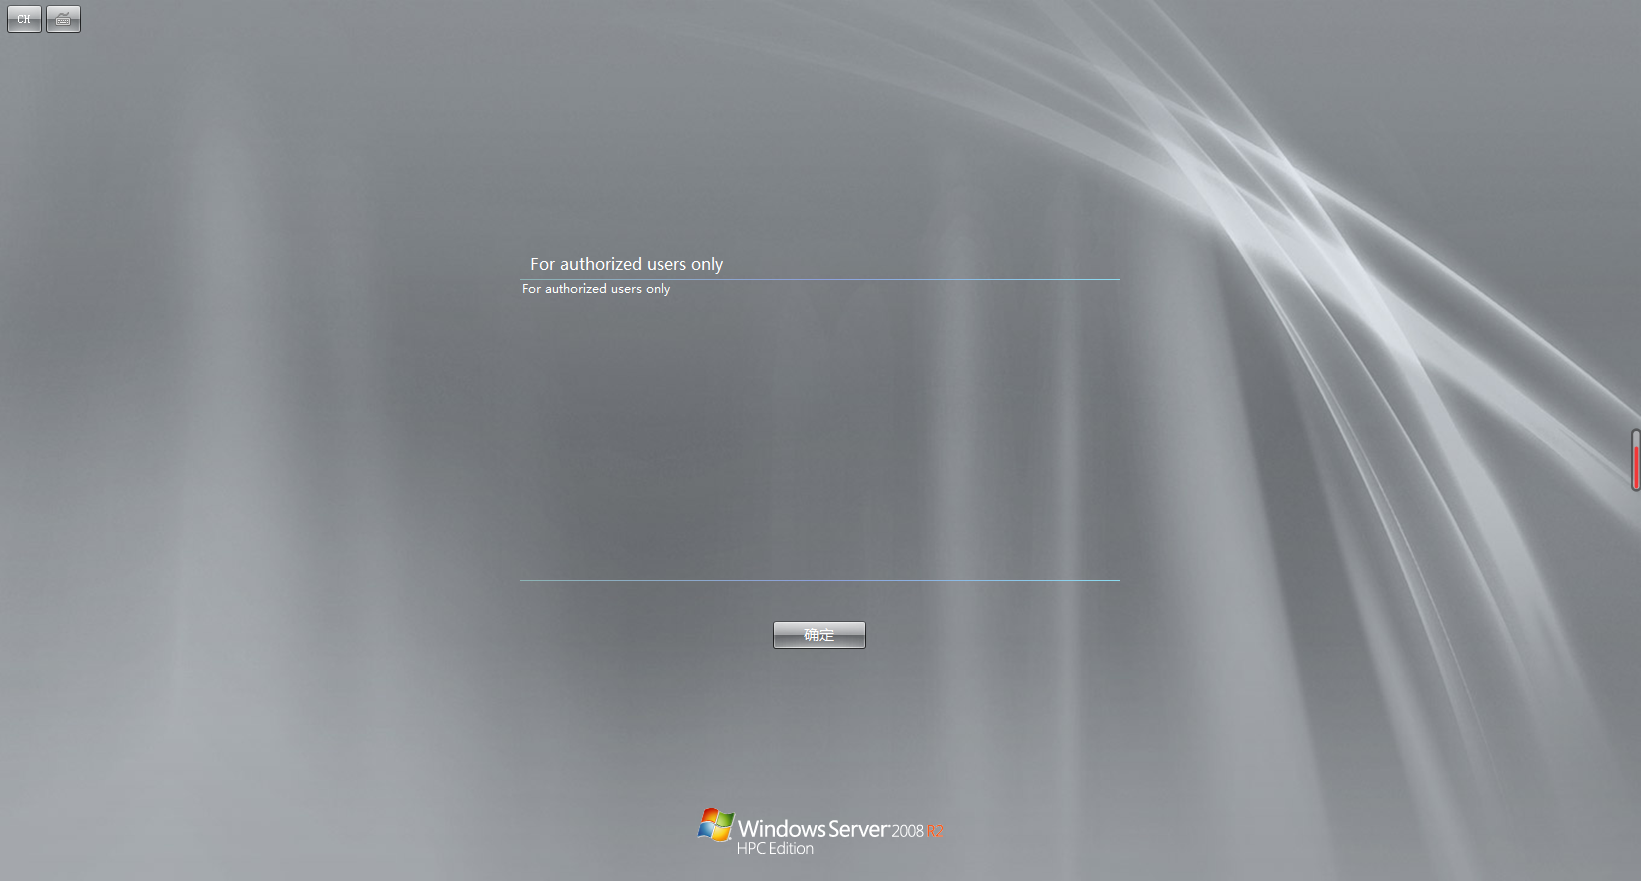 CH
For authorized users only
For authorized users only
确定
Windows Server 2008 R2
HPC Edition